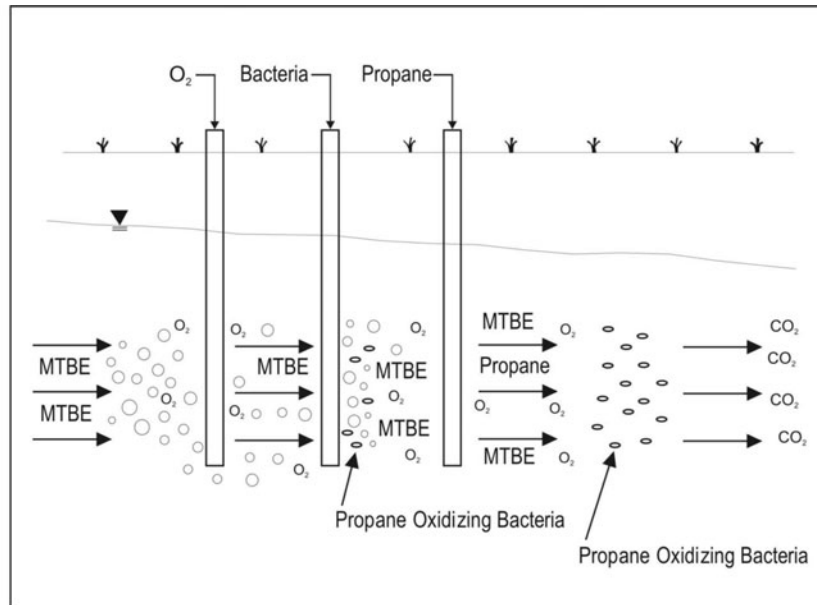 O₂
Bacteria
Propane
O₂
O₂
O₂
MTBE
O₂
CO₂
MTBE
MTBE
MTBE
Propane
CO₂
O₂
O₂
O₂
O₂
O₂
CO₂
MTBE
MTBE
O₂
O₂
MTBE
O₂
CO₂
Propane Oxidizing Bacteria
Propane Oxidizing Bacteria